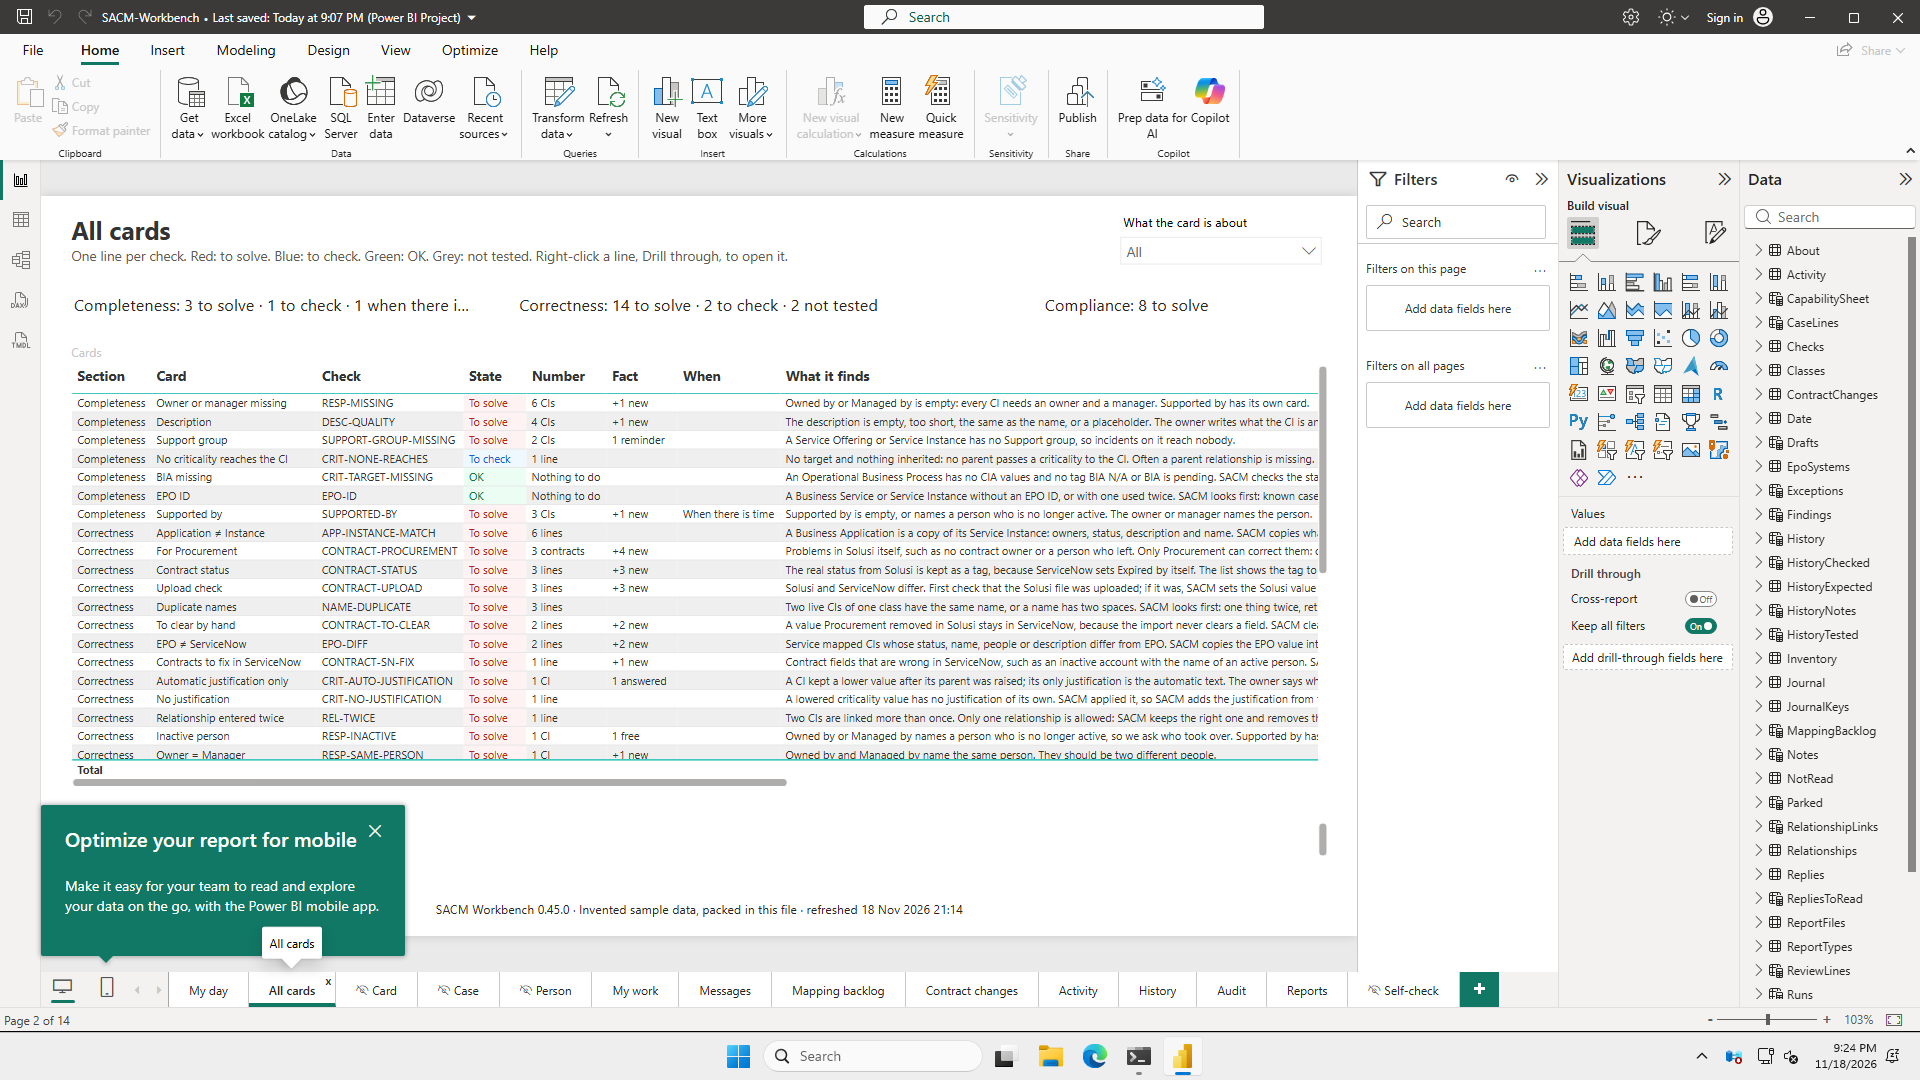 SACM-Workbench • Last saved: Today at 9:07 PM (Power BI Project)
Search
Sign in
File
Home
Insert
Modeling
Design
View
Optimize
Help
Share
Paste
Cut
Copy
Format painter
Clipboard
Get data
Excel workbook
OneLake catalog
SQL Server
Enter data
Dataverse
Recent sources
Data
Transform data
Refresh
Queries
New visual
Text box
More visuals
Insert
New visual calculation
New measure
Quick measure
Calculations
Sensitivity
Sensitivity
Publish
Share
Prep data for AI
Copilot
Copilot
All cards
One line per check. Red: to solve. Blue: to check. Green: OK. Grey: not tested. Right-click a line, Drill through, to open it.
What the card is about
All
Completeness: 3 to solve · 1 to check · 1 when there i...
Correctness: 14 to solve · 2 to check · 2 not tested
Compliance: 8 to solve
Cards
Section Card Check State Number Fact When What it finds
Completeness Owner or manager missing RESP-MISSING To solve 6 CIs +1 new Owned by or Managed by is empty: every CI needs an owner and a manager. Supported by has its own card.
Completeness Description DESC-QUALITY To solve 4 CIs +1 new The description is empty, too short, the same as the name, or a placeholder. The owner writes what the CI is an
Completeness Support group SUPPORT-GROUP-MISSING To solve 2 CIs 1 reminder A Service Offering or Service Instance has no Support group, so incidents on it reach nobody.
Completeness No criticality reaches the CI CRIT-NONE-REACHES To check 1 line No target and nothing inherited: no parent passes a criticality to the CI. Often a parent relationship is missing.
Completeness BIA missing CRIT-TARGET-MISSING OK Nothing to do An Operational Business Process has no CIA values and no tag BIA N/A or BIA is pending. SACM checks the sta
Completeness EPO ID EPO-ID OK Nothing to do A Business Service or Service Instance without an EPO ID, or with one used twice. SACM looks first: known case
Completeness Supported by SUPPORTED-BY To solve 3 CIs +1 new When there is time Supported by is empty, or names a person who is no longer active. The owner or manager names the person.
Correctness Application ≠ Instance APP-INSTANCE-MATCH To solve 6 lines A Business Application is a copy of its Service Instance: owners, status, description and name. SACM copies wh
Correctness For Procurement CONTRACT-PROCUREMENT To solve 3 contracts +4 new Problems in Solusi itself, such as no contract owner or a person who left. Only Procurement can correct them: c
Correctness Contract status CONTRACT-STATUS To solve 3 lines +3 new The real status from Solusi is kept as a tag, because ServiceNow sets Expired by itself. The list shows the tag to
Correctness Upload check CONTRACT-UPLOAD To solve 3 lines +3 new Solusi and ServiceNow differ. First check that the Solusi file was uploaded; if it was, SACM sets the Solusi value
Correctness Duplicate names NAME-DUPLICATE To solve 3 lines Two live CIs of one class have the same name, or a name has two spaces. SACM looks first: one thing twice, ret
Correctness To clear by hand CONTRACT-TO-CLEAR To solve 2 lines +2 new A value Procurement removed in Solusi stays in ServiceNow, because the import never clears a field. SACM cle
Correctness EPO ≠ ServiceNow EPO-DIFF To solve 2 lines +2 new Service mapped CIs whose status, name, people or description differ from EPO. SACM copies the EPO value int
Correctness Contracts to fix in ServiceNow CONTRACT-SN-FIX To solve 1 line +1 new Contract fields that are wrong in ServiceNow, such as an inactive account with the name of an active person. S
Correctness Automatic justification only CRIT-AUTO-JUSTIFICATION To solve 1 CI 1 answered A CI kept a lower value after its parent was raised; its only justification is the automatic text. The owner says wh
Correctness No justification CRIT-NO-JUSTIFICATION To solve 1 line A lowered criticality value has no justification of its own. SACM applied it, so SACM adds the justification from
Correctness Relationship entered twice REL-TWICE To solve 1 line Two CIs are linked more than once. Only one relationship is allowed: SACM keeps the right one and removes th
Correctness Inactive person RESP-INACTIVE To solve 1 CI 1 free Owned by or Managed by names a person who is no longer active, so we ask who took over. Supported by has
Correctness Owner = Manager RESP-SAME-PERSON To solve 1 CI +1 new Owned by and Managed by name the same person. They should be two different people.
Total
Optimize your report for mobile
Make it easy for your team to read and explore
your data on the go, with the Power BI mobile app.
All cards
SACM Workbench 0.45.0 · Invented sample data, packed in this file · refreshed 18 Nov 2026 21:14
My day
All cards
x
Card
Case
Person
My work
Messages
Mapping backlog
Contract changes
Activity
History
Audit
Reports
Self-check
+
Page 2 of 14
- + 103%
Filters
Search
Filters on this page
...
Add data fields here
Filters on all pages
...
Add data fields here
Visualizations
Build visual
R
Py
123
...
Values
Add data fields here
Drill through
Cross-report
Off
Keep all filters
On
Add drill-through fields here
Data
Search
About
Activity
CapabilitySheet
CaseLines
Checks
Classes
ContractChanges
Date
Drafts
EpoSystems
Exceptions
Findings
History
HistoryChecked
HistoryExpected
HistoryNotes
HistoryTested
Inventory
Journal
JournalKeys
MappingBacklog
Notes
NotRead
Parked
RelationshipLinks
Relationships
Replies
RepliesToRead
ReportFiles
ReportTypes
ReviewLines
Runs
DAX
TMDL
Search
9:24 PM
11/18/2026